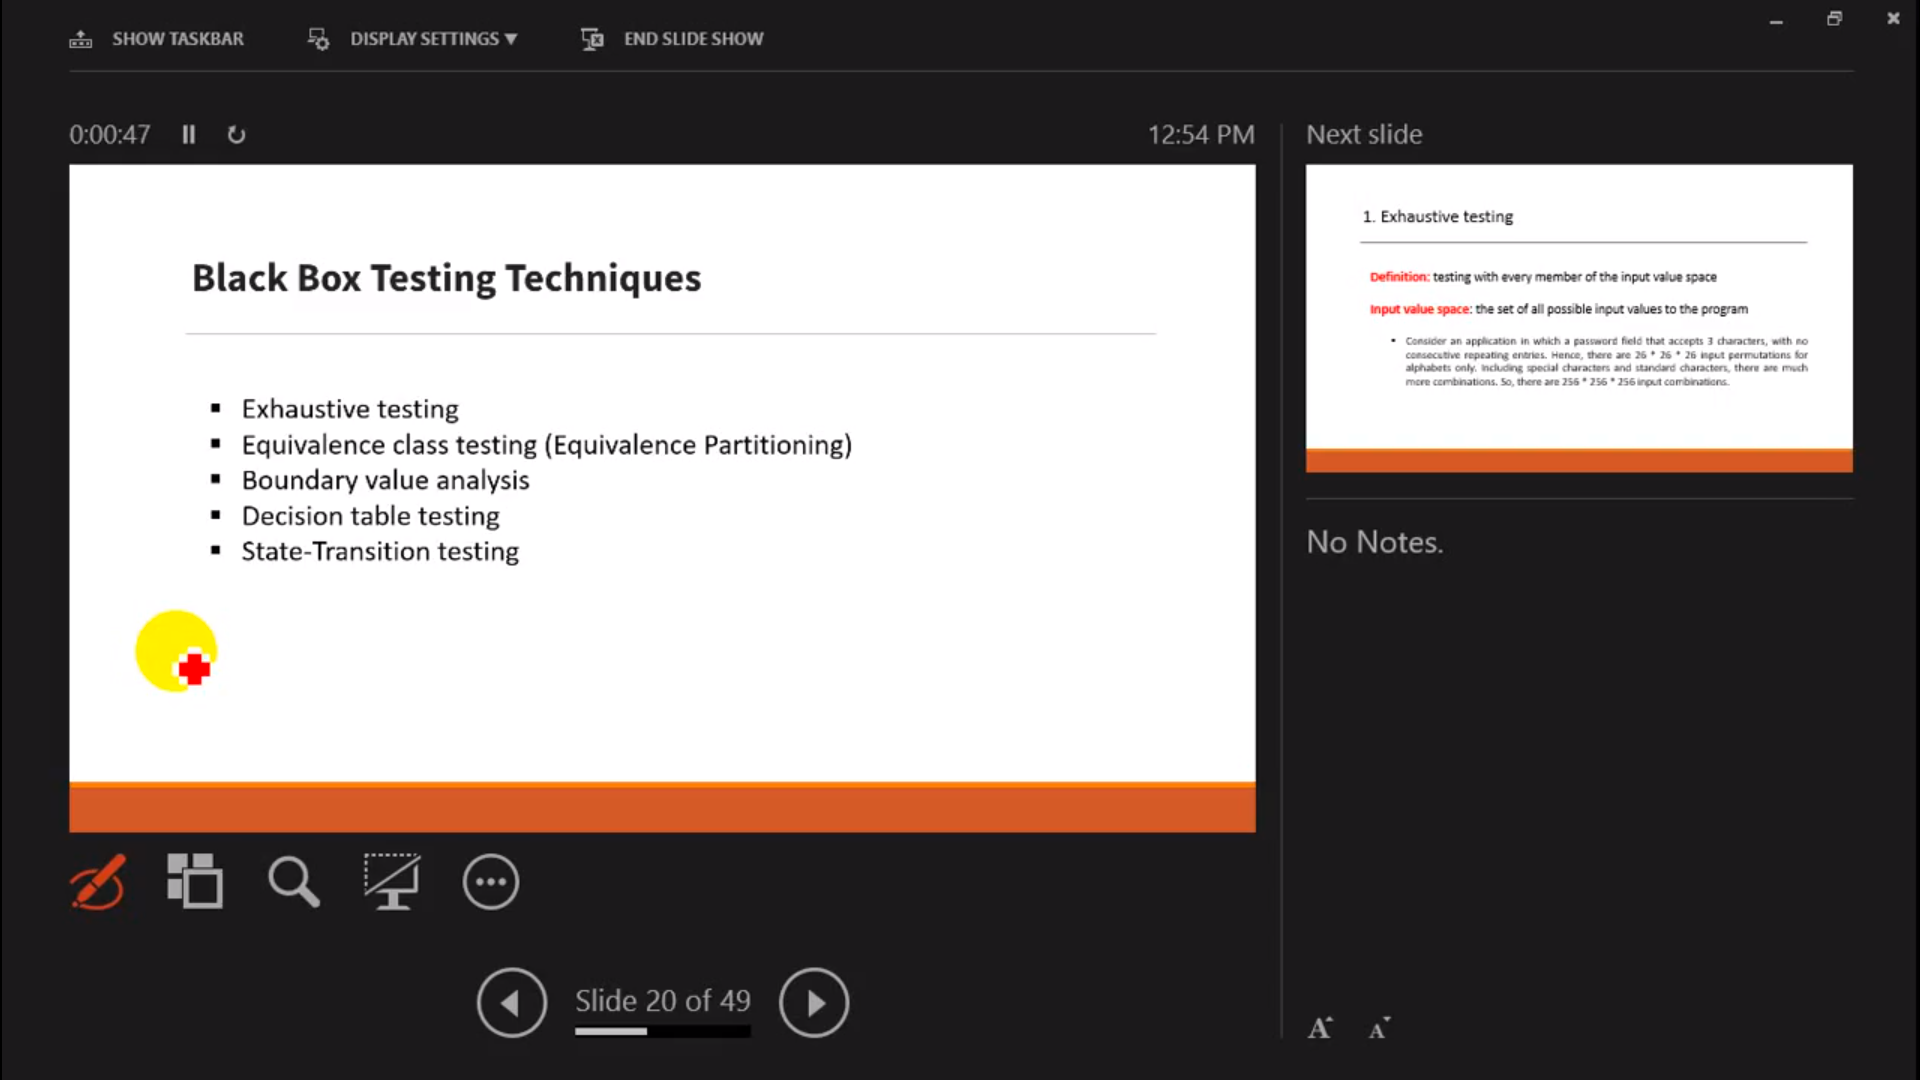 SHOW TASKBAR DISPLAY SETTINGS ▼ END SLIDE SHOW
0:00:47 12:54 PM
Black Box Testing Techniques
▪ Exhaustive testing
▪ Equivalence class testing (Equivalence Partitioning)
▪ Boundary value analysis
▪ Decision table testing
▪ State-Transition testing
Slide 20 of 49
Next slide
1. Exhaustive testing
Definition: testing with every member of the input value space
Input value space: the set of all possible input values to the program
• Consider an application in which a password field that accepts 3 characters, with no
consecutive repeating entries. Hence, there are 26 * 26 * 26 input permutations for
alphabets only. Including special characters and standard characters, there are much
more combinations. So, there are 256 * 256 * 256 input combinations.
No Notes.
A A